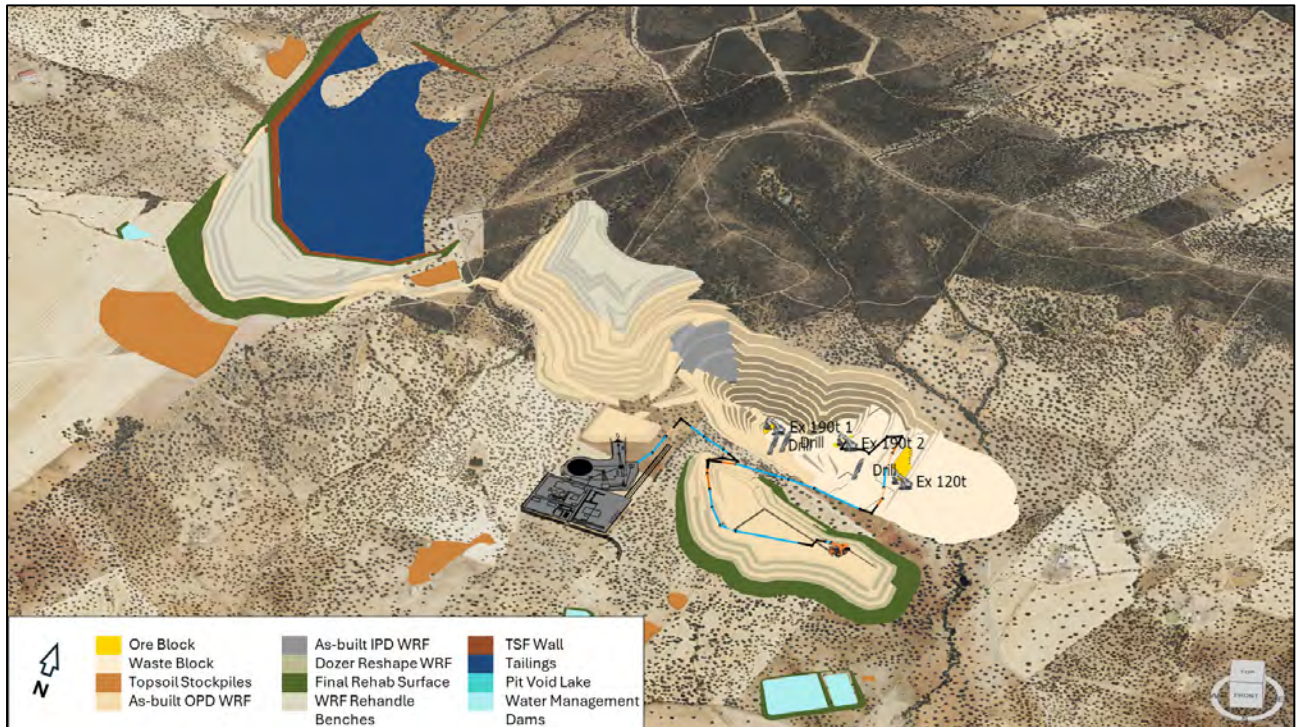 Ex 190t 1
Drill
Ex 190t 2
Drill
Ex 120t
N
Ore Block
Waste Block
Topsoil Stockpiles
As-built OPD WRF
As-built IPD WRF
Dozer Reshape WRF
Final Rehab Surface
WRF Rehandle
Benches
TSF Wall
Tailings
Pit Void Lake
Water Management
Dams
FRONT